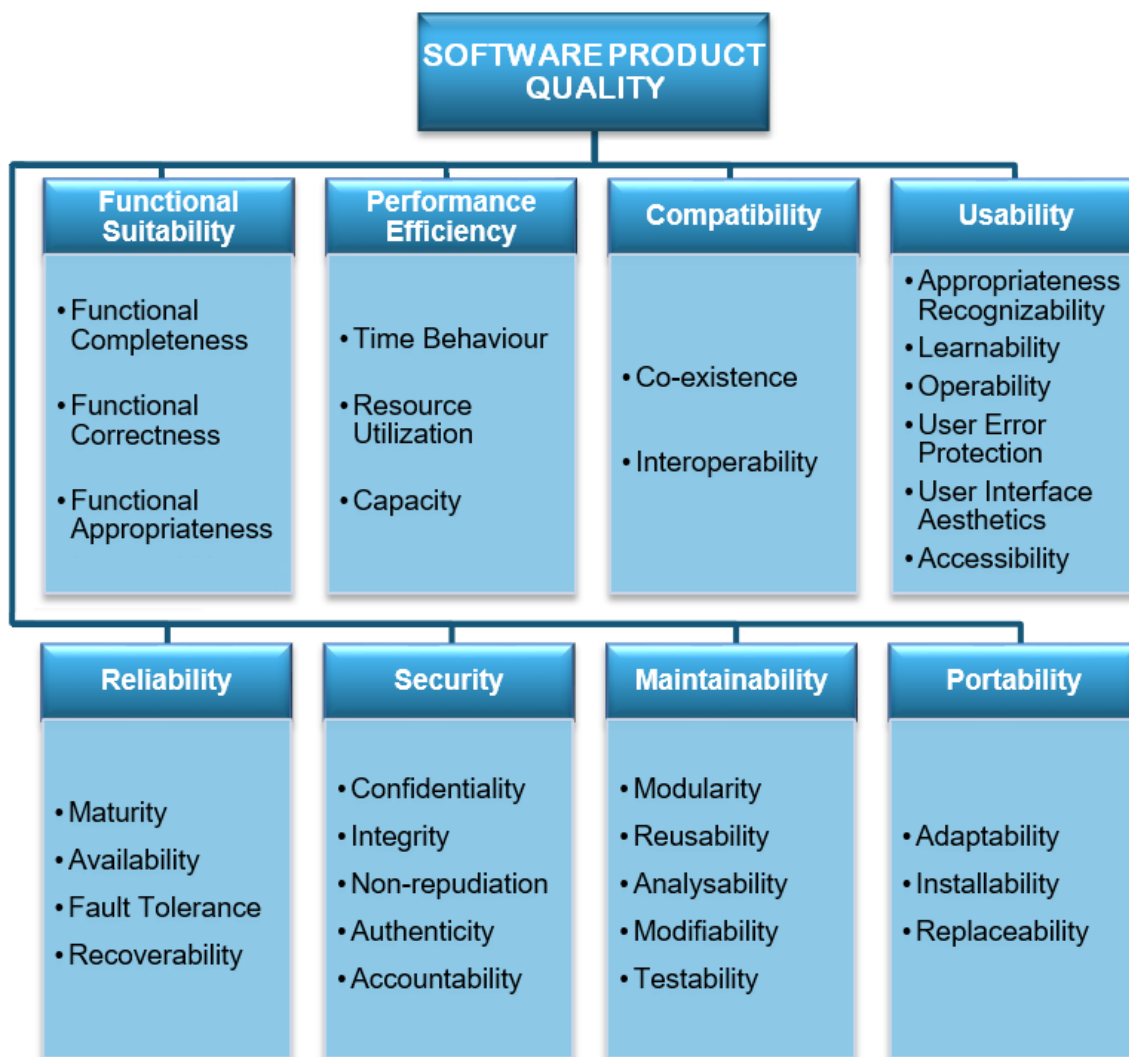 SOFTWARE PRODUCT
QUALITY
Functional
Suitability
• Functional
Completeness
• Functional
Correctness
• Functional
Appropriateness
Performance
Efficiency
• Time Behaviour
• Resource
Utilization
• Capacity
Compatibility
• Co-existence
• Interoperability
Usability
• Appropriateness
Recognizability
• Learnability
• Operability
• User Error
Protection
• User Interface
Aesthetics
• Accessibility
Reliability
• Maturity
• Availability
• Fault Tolerance
• Recoverability
Security
• Confidentiality
• Integrity
• Non-repudiation
• Authenticity
• Accountability
Maintainability
• Modularity
• Reusability
• Analysability
• Modifiability
• Testability
Portability
• Adaptability
• Installability
• Replaceability